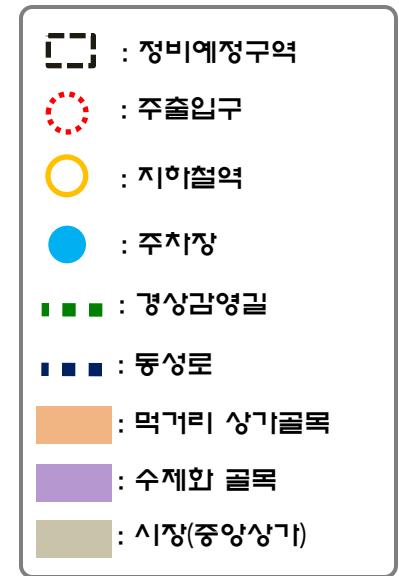 : 정비예정구역
: 주출입구
: 지하철역
: 주차장
: 경상감영길
: 동성로
: 먹거리 상가골목
: 수제화 골목
: 시장(중앙상가)